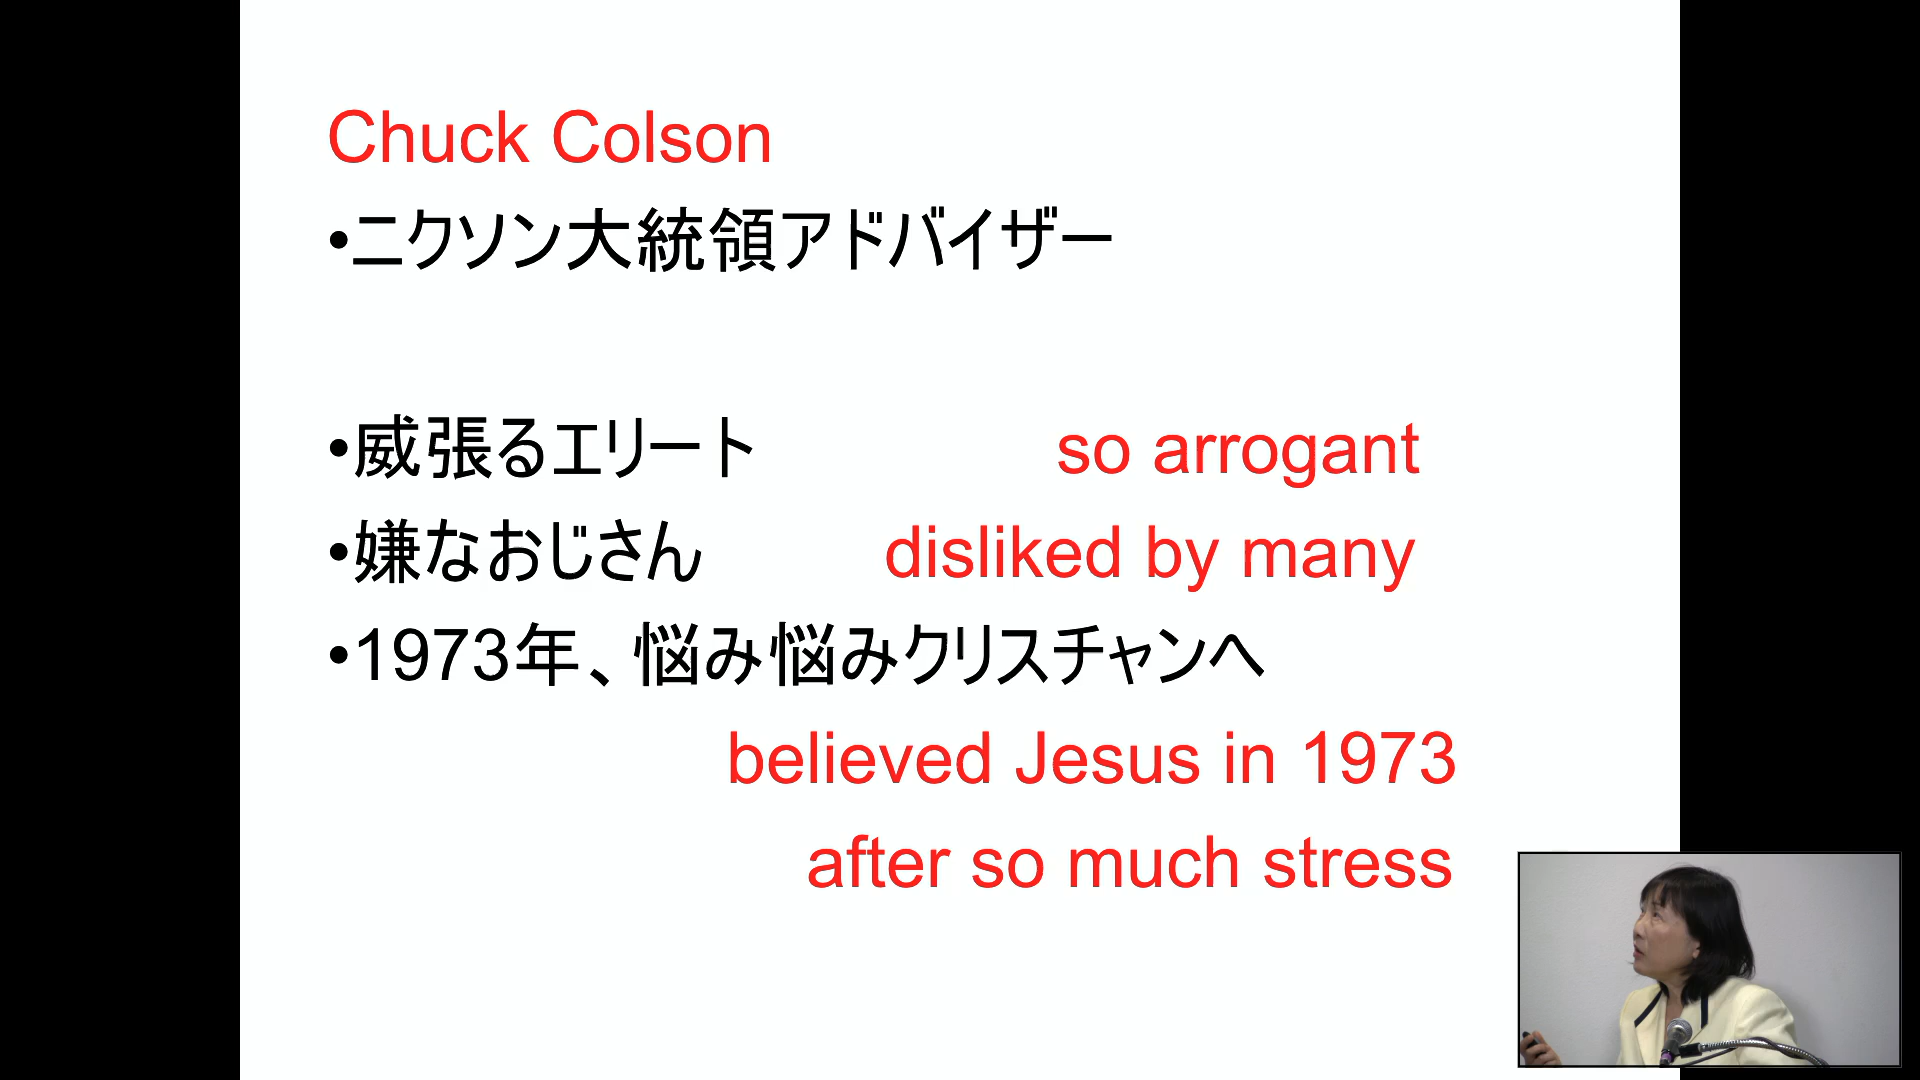 Chuck Colson
•ニクソン大統領アドバイザー
•威張るエリート so arrogant
•嫌なおじさん disliked by many
•1973年、悩み悩みクリスチャンへ
believed Jesus in 1973
after so much stress